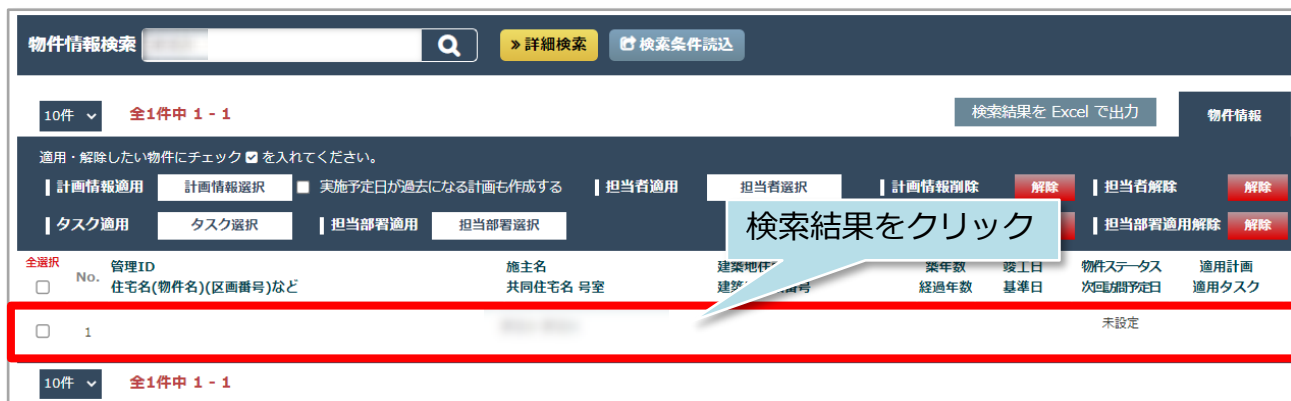 物件情報検索 詳細検索 検索条件読込
10件 全1件中 1 - 1 検索結果を Excel で出力 物件情報
適用・解除したい物件にチェック を入れてください。
計画情報適用 計画情報選択 実施予定日が過去になる計画も作成する 担当者適用 担当者選択 計画情報削除 解除 担当者解除 解除
タスク適用 タスク選択 担当部署適用 担当部署選択 担当部署適用解除 解除
検索結果をクリック
全選択 No. 管理ID 施主名 築年数 竣工日 物件ステータス 適用計画
住宅名(物件名)(区画番号)など 共同住宅名 号室 経過年数 基準日 次回訪問予定日 適用タスク
1 未設定
10件 全1件中 1 - 1